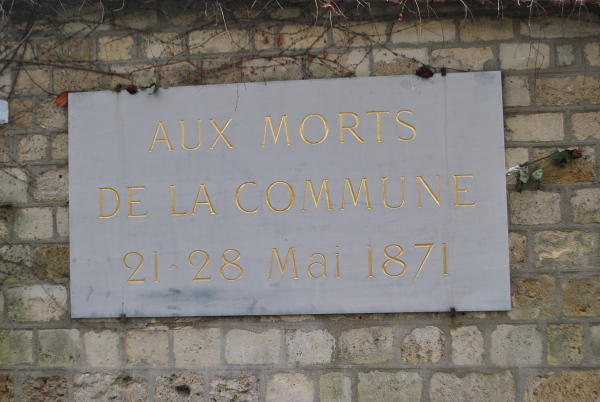 AUX MORTS
DE LA COMMUNE
21-28 Mai 1871